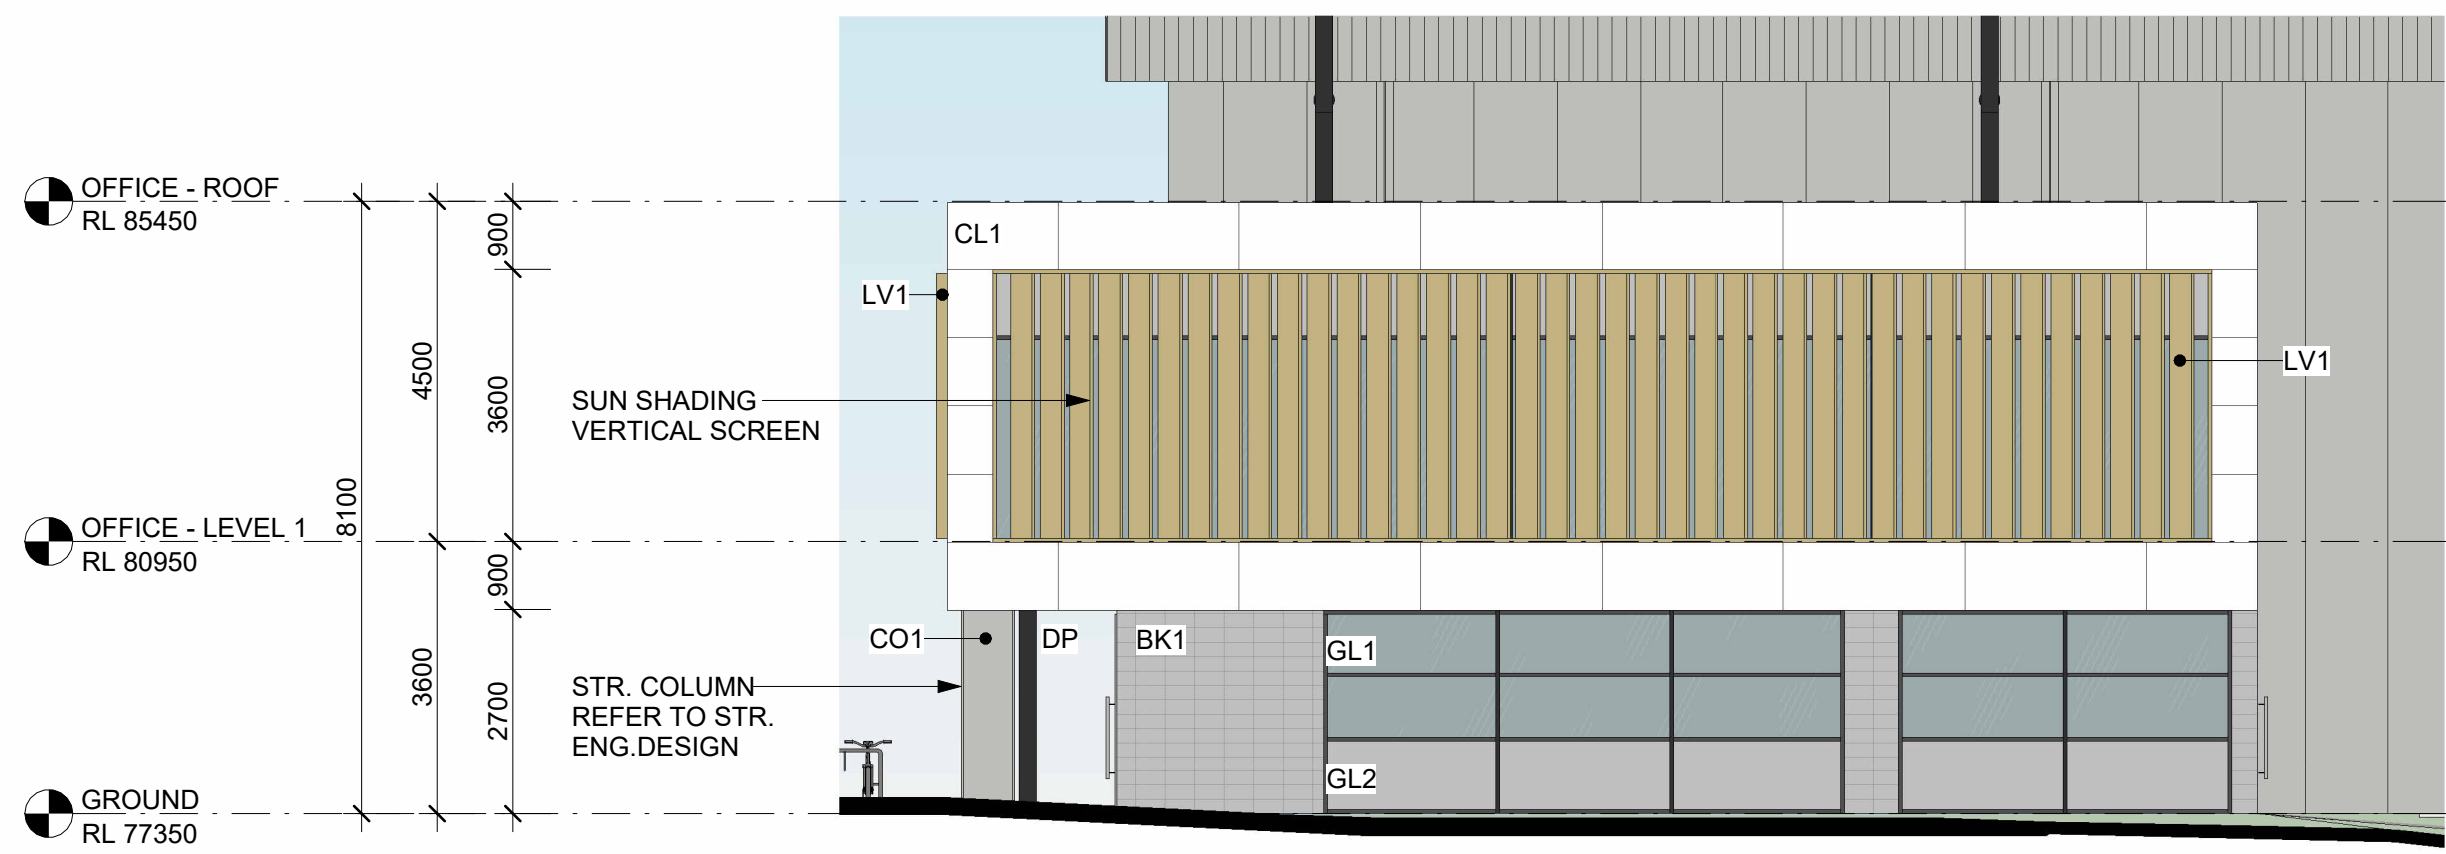 OFFICE - ROOF
RL 85450
900
CL1
LV1
4500
3600
LV1
SUN SHADING
VERTICAL SCREEN
8100
OFFICE - LEVEL 1
RL 80950
900
CO1
DP
BK1
GL1
3600
2700
STR. COLUMN
REFER TO STR.
ENG.DESIGN
GL2
GROUND
RL 77350